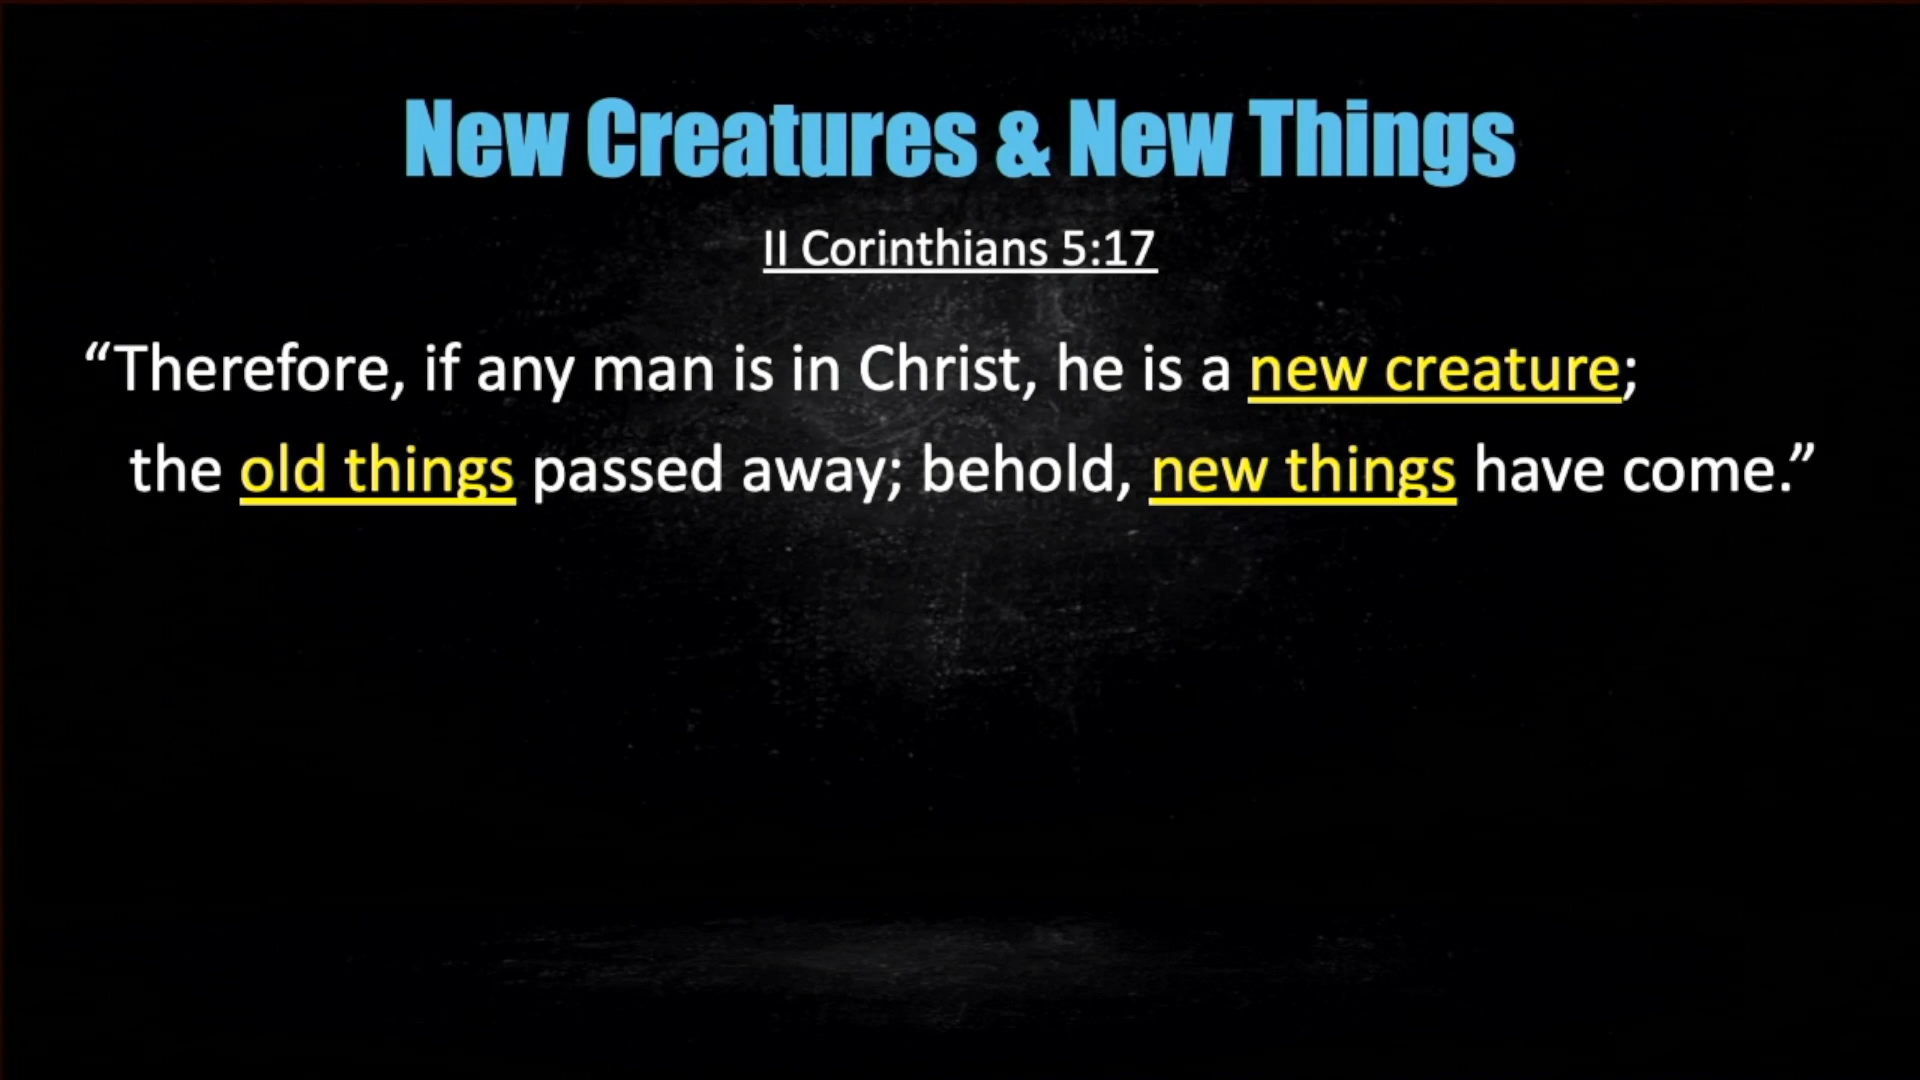 New Creatures & New Things
II Corinthians 5:17
“Therefore, if any man is in Christ, he is a new creature;
the old things passed away; behold, new things have come.”